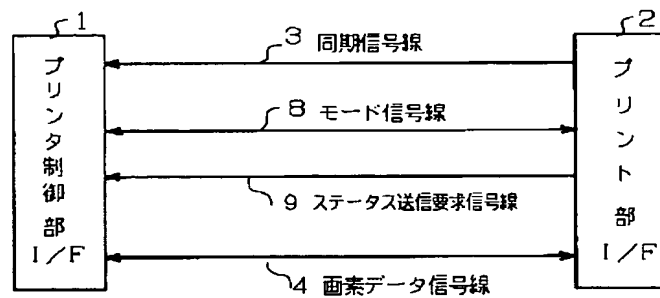 1
プリンタ制御部I/F
3 同期信号線
8 モード信号線
9 ステータス送信要求信号線
4 画素データ信号線
2
プリント部I/F